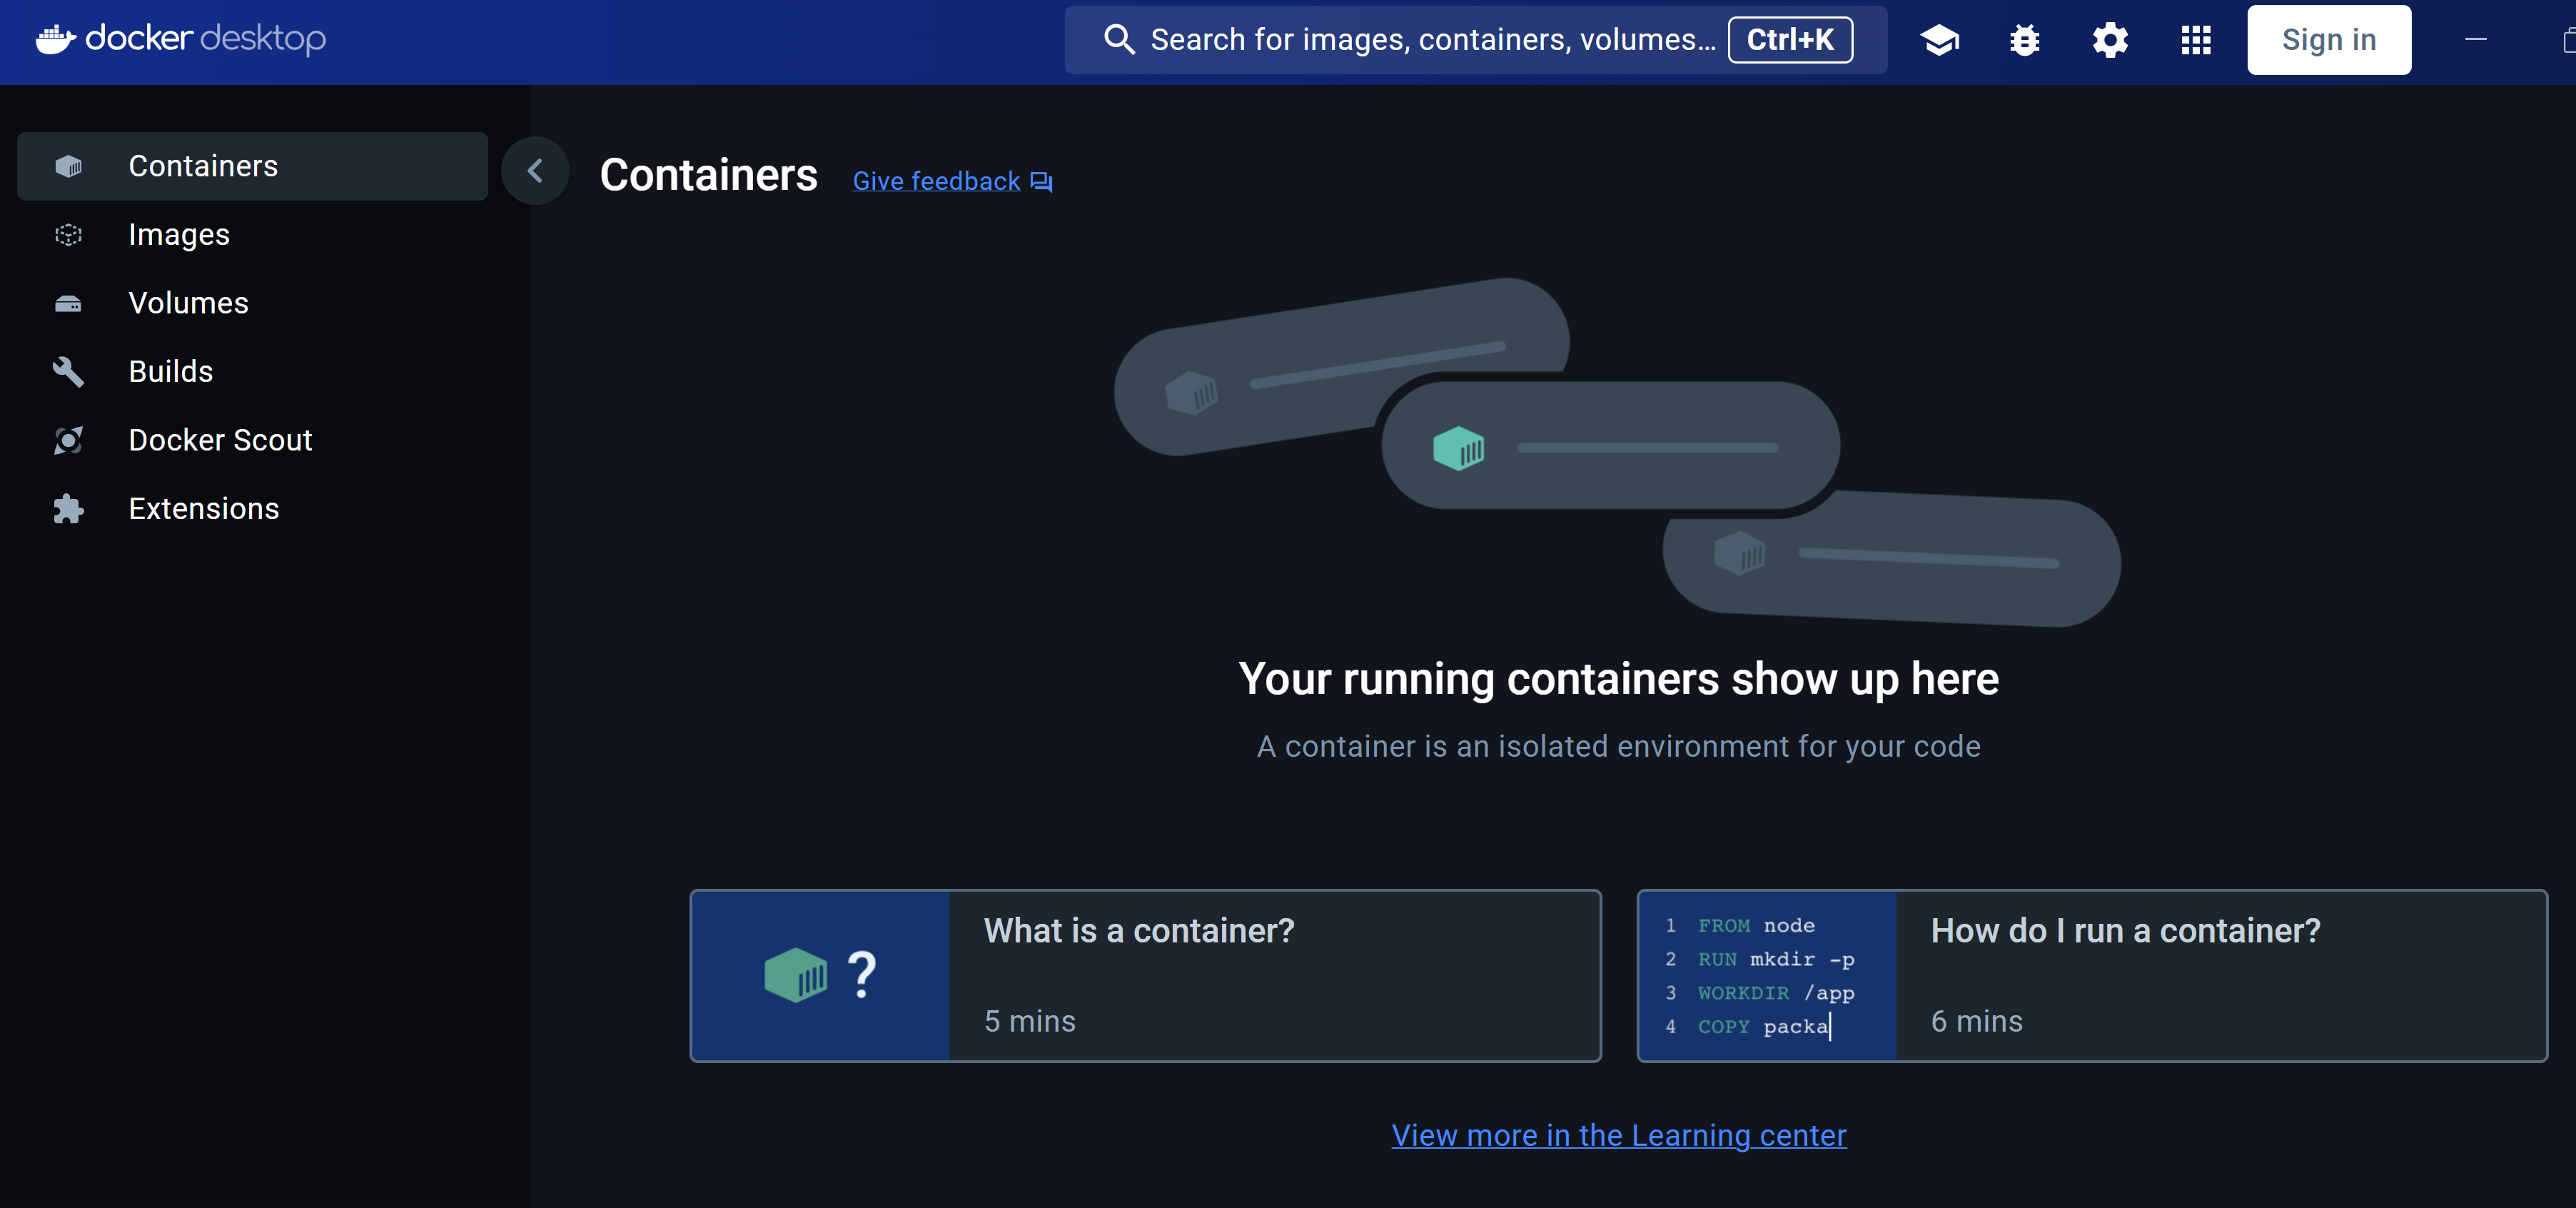 docker desktop
Search for images, containers, volumes... Ctrl+K
Sign in
Containers
Images
Volumes
Builds
Docker Scout
Extensions
Containers
Give feedback
Your running containers show up here
A container is an isolated environment for your code
?
What is a container?
5 mins
1 FROM node
2 RUN mkdir -p
3 WORKDIR /app
4 COPY packa
How do I run a container?
6 mins
View more in the Learning center